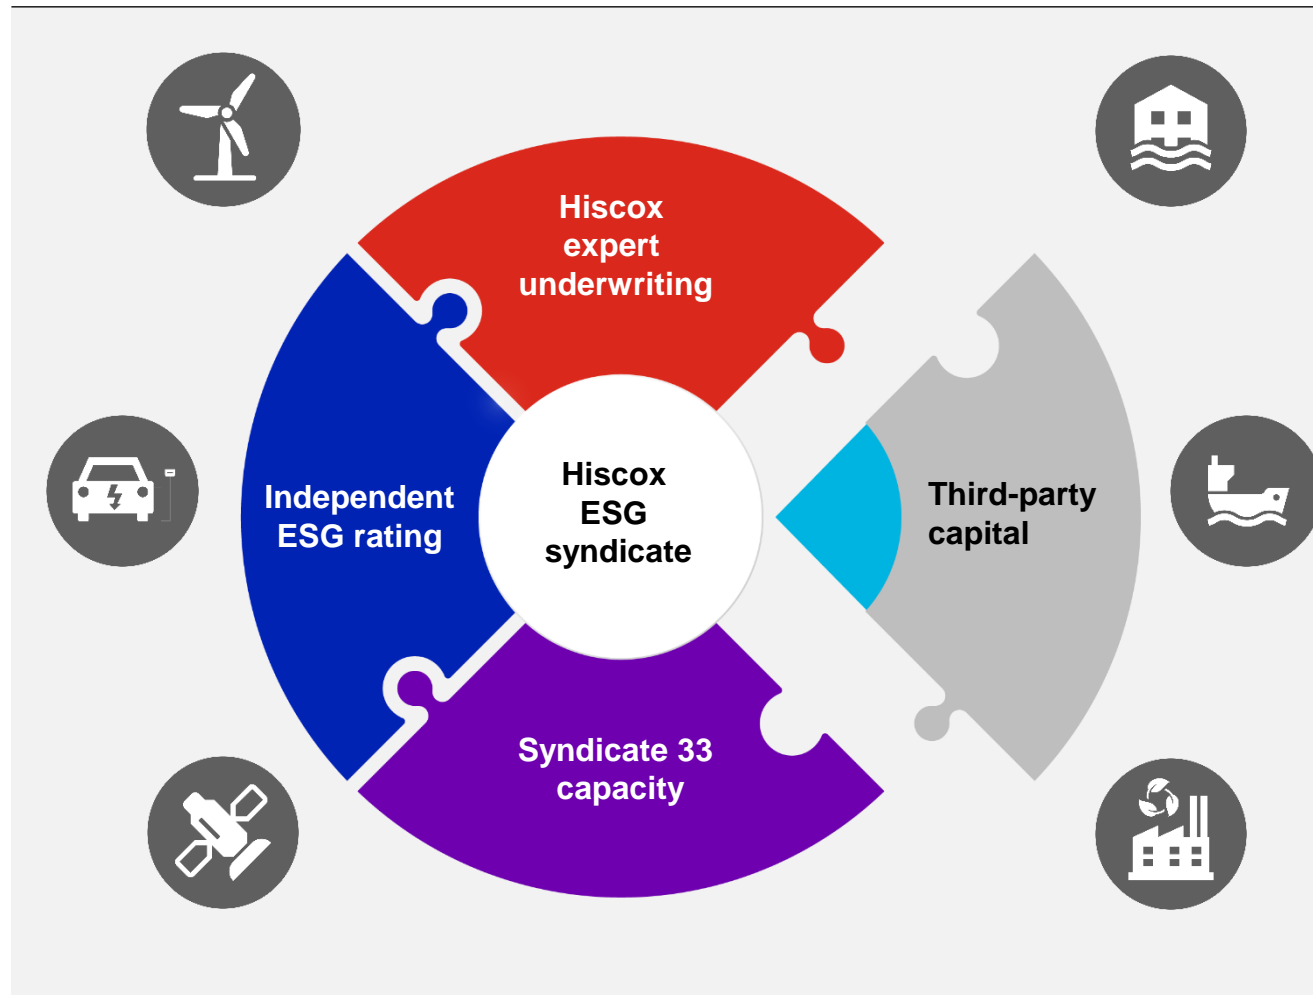 Hiscox
expert
underwriting
Independent
ESG rating
Hiscox
ESG
syndicate
Third-party
capital
Syndicate 33
capacity